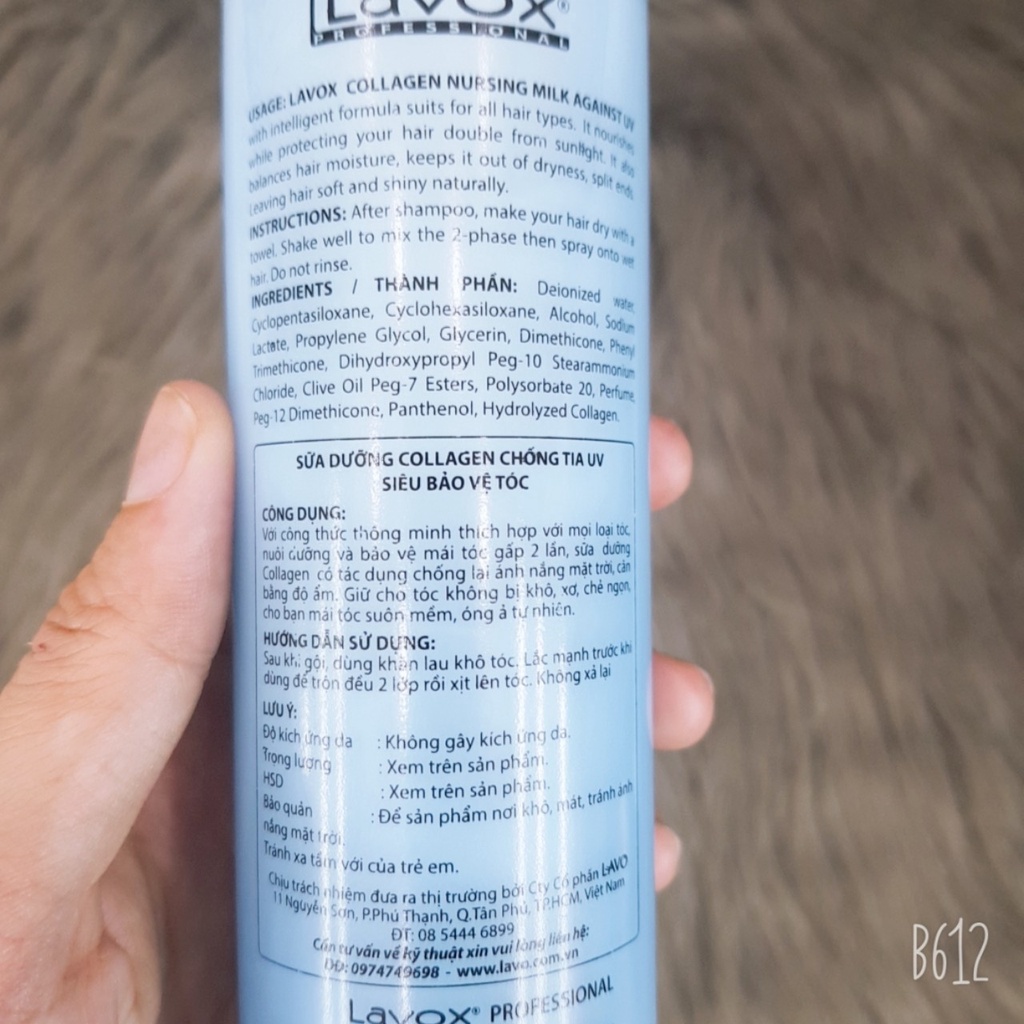 Lavox®
PROFESSIONAL
USAGE: LAVOX COLLAGEN NURSING MILK AGAINST UV
with intelligent formula suits for all hair types. It nourishes
while protecting your hair double from sunlight. It also
balances hair moisture, keeps it out of dryness, split ends
Leaving hair soft and shiny naturally.
INSTRUCTIONS: After shampoo, make your hair dry with a
towel. Shake well to mix the 2-phase then spray onto wet
hair. Do not rinse.
INGREDIENTS / THÀNH PHẦN: Deionized water,
Cyclopentasiloxane, Cyclohexasiloxane, Alcohol, Sodium
Lactate, Propylene Glycol, Glycerin, Dimethicone, Phenyl
Trimethicone, Dihydroxypropyl Peg-10 Stearammonium
Chloride, Clive Oil Peg-7 Esters, Polysorbate 20, Perfume,
Peg-12 Dimethicone, Panthenol, Hydrolyzed Collagen.
SỮA DƯỠNG COLLAGEN CHỐNG TIA UV
SIÊU BẢO VỆ TÓC
CÔNG DỤNG:
Với công thức thông minh thích hợp với mọi loại tóc,
nuôi dưỡng và bảo vệ mái tóc gấp 2 lần, sữa dưỡng
Collagen có tác dụng chống lại ánh nắng mặt trời, cân
bằng độ ẩm. Giữ cho tóc không bị khô, xơ, chẻ ngọn,
cho bạn mái tóc suôn mềm, óng ả tự nhiên.
HƯỚNG DẪN SỬ DỤNG:
Sau khi gội, dùng khăn lau khô tóc. Lắc mạnh trước khi
dùng để trộn đều 2 lớp rồi xịt lên tóc. Không xả lại
LƯU Ý:
Độ kích ứng da : Không gây kích ứng da.
Trọng lượng : Xem trên sản phẩm.
HSD : Xem trên sản phẩm.
Bảo quản : Để sản phẩm nơi khô, mát, tránh ánh
nắng mặt trời.
Tránh xa tầm với của trẻ em.
Chịu trách nhiệm đưa ra thị trường bởi Cty Cổ phần LAVO
11 Nguyễn Sơn, P.Phú Thạnh, Q.Tân Phú, TP.HCM, Việt Nam
ĐT: 08 5444 6899
Cần tư vấn về kỹ thuật xin vui lòng liên hệ:
DĐ: 0974749698 - www.lavo.com.vn
Lavox® PROFESSIONAL
B612